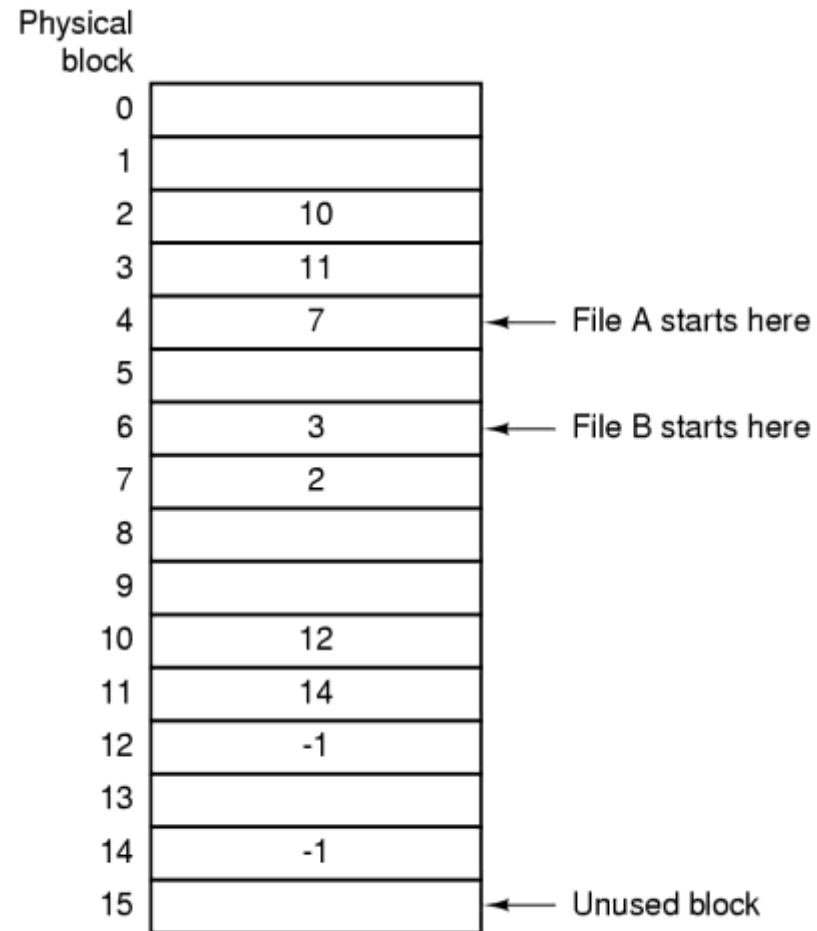 Physical
block
0
1
2 10
3 11
4 7 File A starts here
5
6 3 File B starts here
7 2
8
9
10 12
11 14
12 -1
13
14 -1
15 Unused block